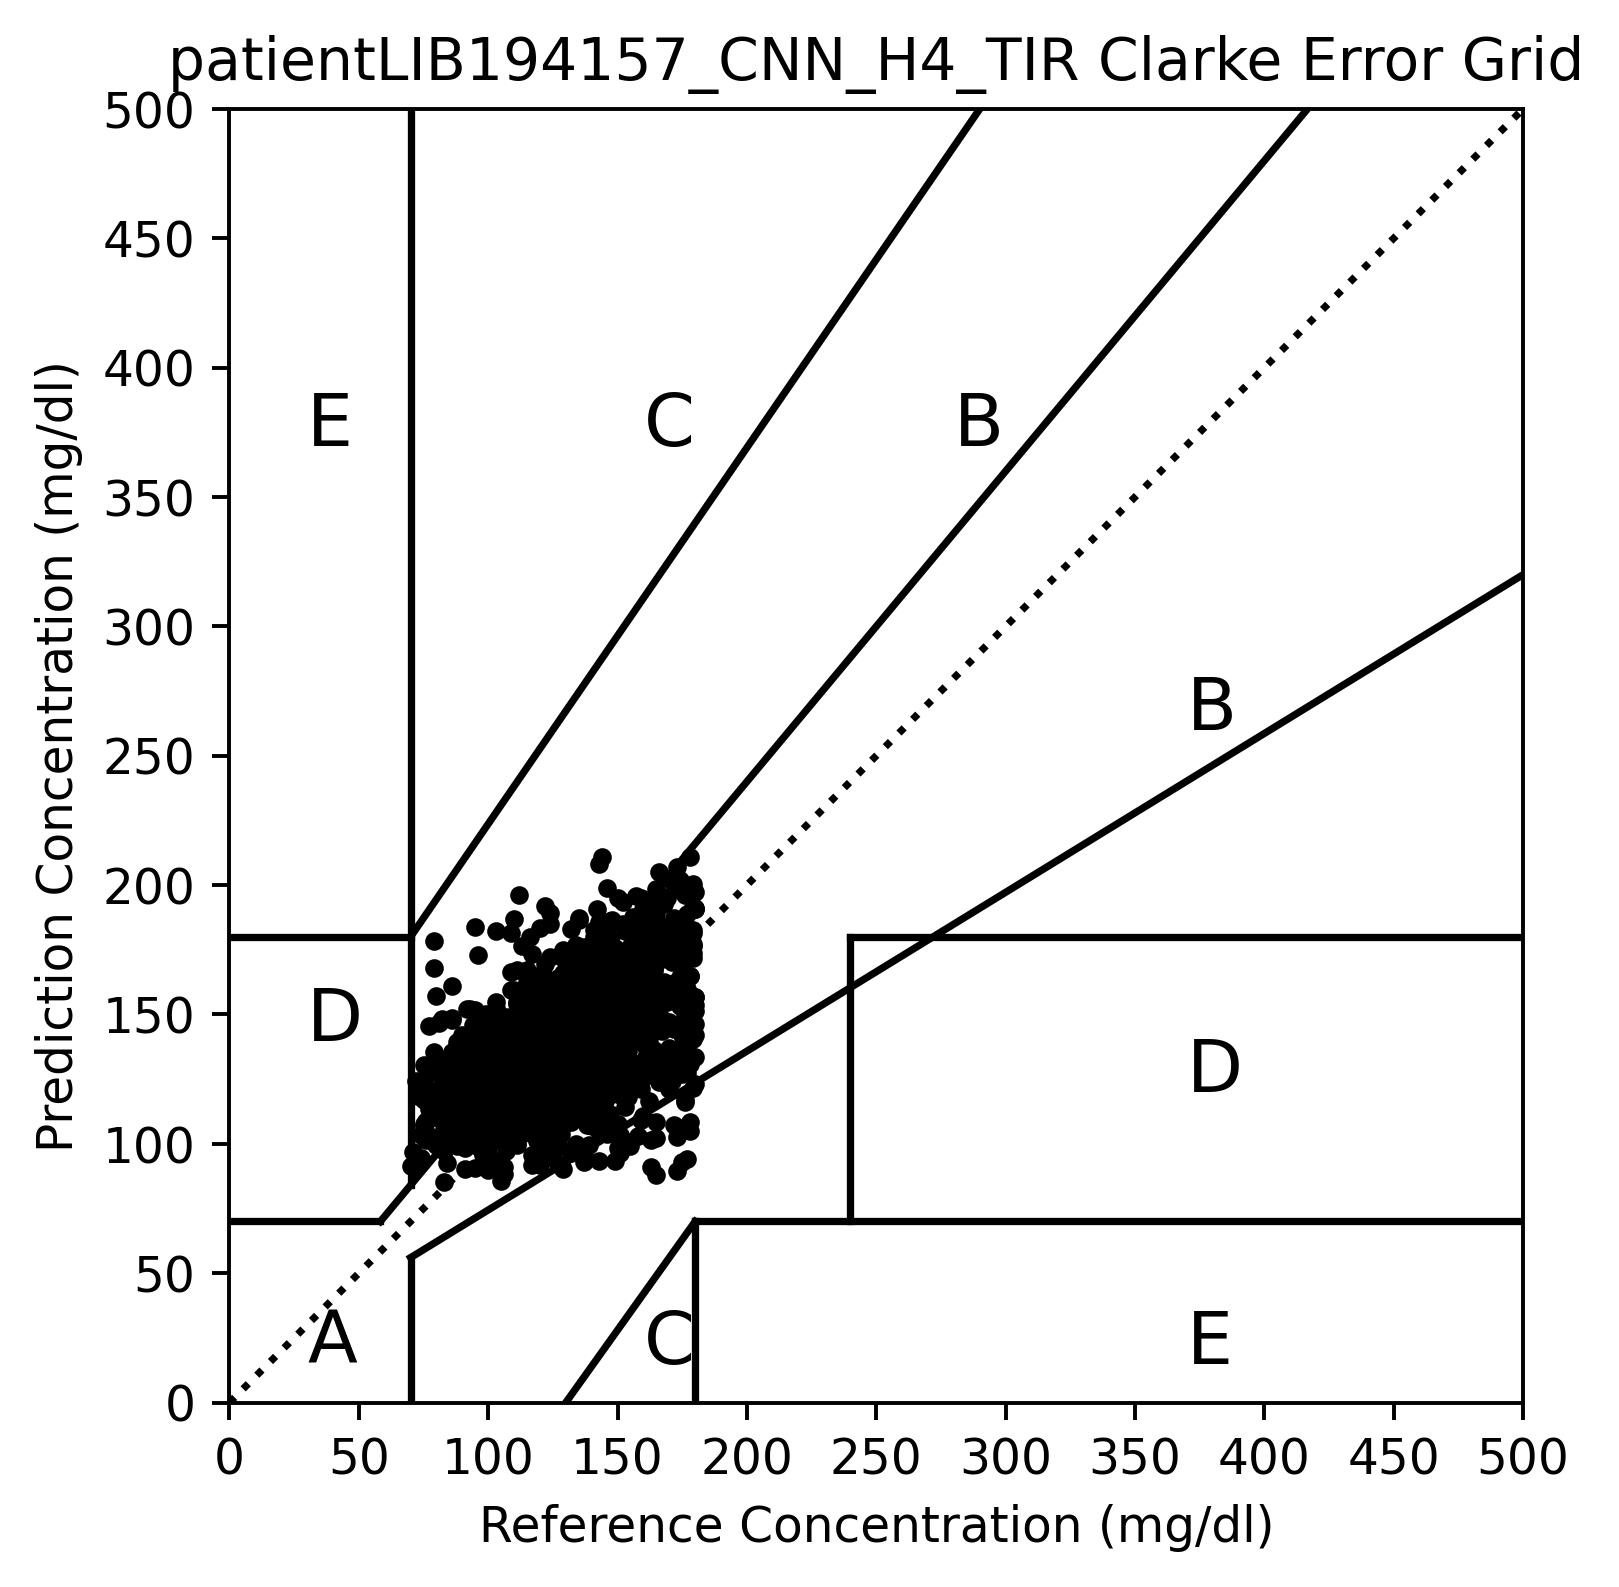 patientLIB194157_CNN_H4_TIR Clarke Error Grid
500
450
400
350
300
250
200
150
100
50
0
Prediction Concentration (mg/dl)
E
C
B
B
D
D
A
C
E
0 50 100 150 200 250 300 350 400 450 500
Reference Concentration (mg/dl)